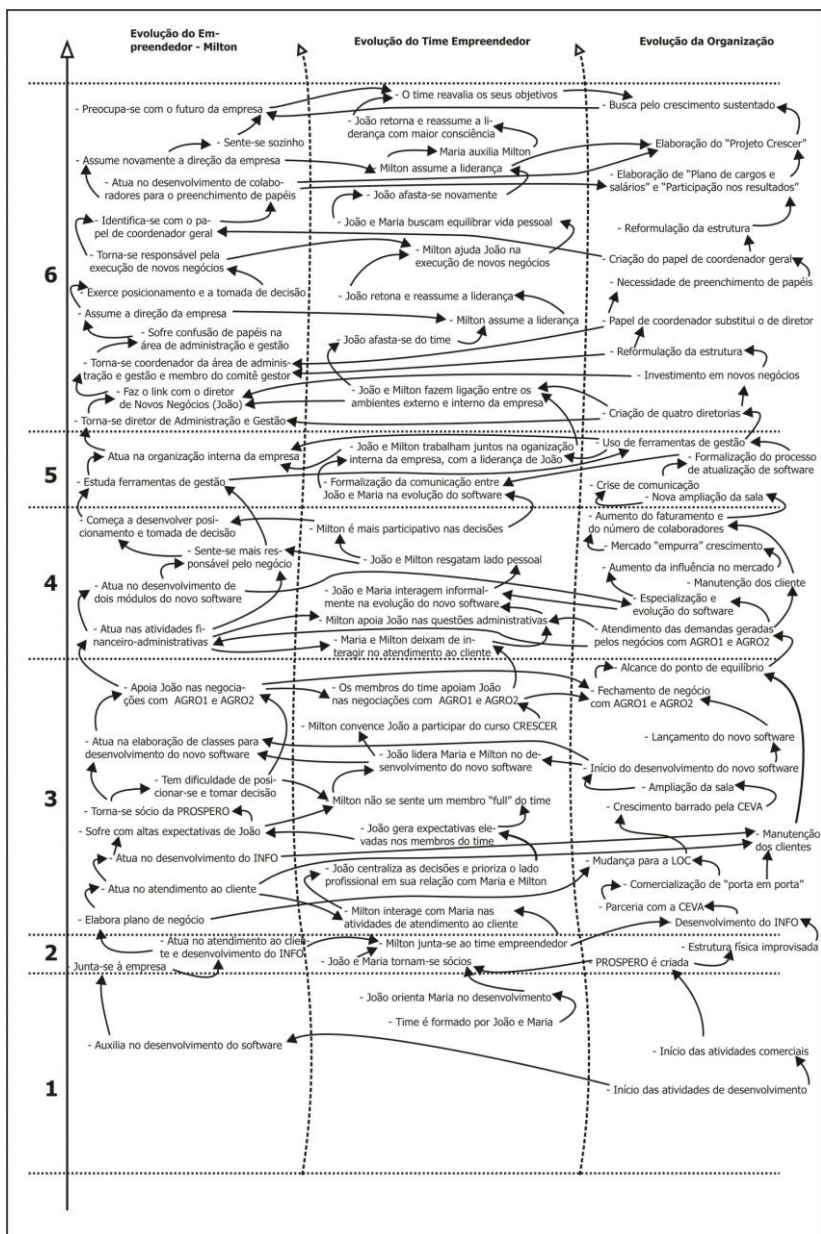 Evolução do Em-
preendedor - Milton
Evolução do Time Empreendedor
Evolução da Organização
- O time reavalia os seus objetivos
- Preocupa-se com o futuro da empresa
- Busca pelo crescimento sustentado
- João retorna e reassume a li-
derança com maior consciência
- Sente-se sozinho
Maria auxilia Milton
Elaboração do "Projeto Crescer"
- Assume novamente a direção da empresa
Milton assume a liderança
- Atua no desenvolvimento de colabo-
radores para o preenchimento de papéis
- Elaboração de "Plano de cargos e
salários" e "Participação nos resultados"
- João afasta-se novamente
- Identifica-se com o pa-
pel de coordenador geral
- João e Maria buscam equilibrar vida pessoal
- Reformulação da estrutura
- Torna-se responsável pela
execução de novos negócios
- Milton ajuda João na
execução de novos negócios
- Criação do papel de coordenador geral
6
- Necessidade de preenchimento de papéis
- Exerce posicionamento e a tomada de decisão
João retona e reassume a liderança
- Assume a direção da empresa
- Milton assume a liderança
- Papel de coordenador substitui o de diretor
- Sofre confusão de papéis na
área de administração e gestão
- João afasta-se do time
- Reformulação da estrutura
- Torna-se coordenador da área de adminis-
tração e gestão e membro do comitê gestor
- Investimento em novos negócios
- Faz o link com o diretor
de Novos Negócios (João)
- João e Milton fazem ligação entre os
ambientes externo e interno da empresa
- Criação de quatro diretorias
- Torna-se diretor de Administração e Gestão
- Uso de ferramentas de gestão
5
Atua na organização interna da empresa
- João e Milton trabalham juntos na oganização
interna da empresa, com a liderança de João
- Formalização do processo
de atualização de software
- Estuda ferramentas de gestão
- Formalização da comunicação entre
João e Maria na evolução do software
- Crise de comunicação
- Nova ampliação da sala
- Começa a desenvolver posi-
cionamento e tomada de decisão
Milton é mais participativo nas decisões
- Aumento do faturamento e
do número de colaboradores
- Sente-se mais res-
ponsável pelo negócio
- João e Milton resgatam lado pessoal
- Mercado "empurra" crescimento
- Aumento da influência no mercado
4
- Atua no desenvolvimento de
dois módulos do novo software
- Manutenção dos cliente
- João e Maria interagem informal-
mente na evolução do novo software
- Especialização e
evolução do software
- Atua nas atividades fi-
nanceiro-administrativas
- Milton apoia João nas questões administrativas
- Atendimento das demandas geradas
pelos negócios com AGRO1 e AGRO2
- Maria e Milton deixam de in-
teragir no atendimento ao cliente
- Alcance do ponto de equilíbrio
- Apoia João nas negocia-
ções com AGRO1 e AGRO2
- Os membros do time apoiam João
nas negociações com AGRO1 e AGRO2
- Fechamento de negócio
com AGRO1 e AGRO2
- Milton convence João a participar do curso CRESCER
- Lançamento do novo software
- Atua na elaboração de classes para
desenvolvimento do novo software
- João lidera Maria e Milton no de-
senvolvimento do novo software
- Início do desenvolvimento do novo software
3
- Tem dificuldade de posi-
cionar-se e tomar decisão
- Ampliação da sala
Milton não se sente um membro "full" do time
- Torna-se sócio da PROSPERO
- Crescimento barrado pela CEVA
- Sofre com altas expectativas de João
- João gera expectativas ele-
vadas nos membros do time
- Manutenção
dos clientes
- Atua no desenvolvimento do INFO
- Mudança para a LOC
- João centraliza as decisões e prioriza o lado
profissional em sua relação com Maria e Milton
- Atua no atendimento ao cliente
- Comercialização de "porta em porta"
- Parceria com a CEVA
- Elabora plano de negócio
- Milton interage com Maria nas
atividades de atendimento ao cliente
Desenvolvimento do INFO
2
- Atua no atendimento ao clien-
te e desenvolvimento do INFO
- Milton junta-se ao time empreendedor
- Estrutura física improvisada
- Junta-se à empresa
- João e Maria tornam-se sócios
PROSPERO é criada
- João orienta Maria no desenvolvimento
- Time é formado por João e Maria
- Auxilia no desenvolvimento do software
- Início das atividades comerciais
1
- Início das atividades de desenvolvimento